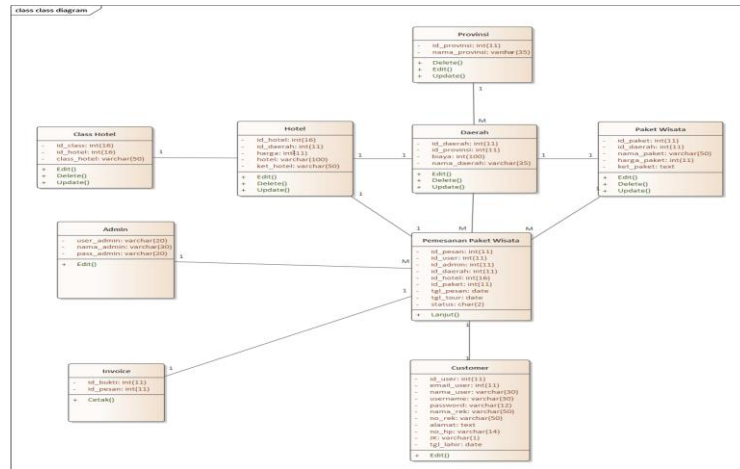 class class diagram
Provinsi
- id_provinsi: int(11)
- nama_provinsi: varchar(35)
+ Delete()
+ Edit()
+ Update()
1
M
Class Hotel
- id_class: int(16)
- id_hotel: int(16)
- class_hotel: varchar(50)
+ Edit()
+ Delete()
+ Update()
1
Hotel
- id_hotel: int(16)
- id_daerah: int(11)
- harga: int(11)
- hotel: varchar(100)
- ket_hotel: varchar(50)
+ Edit()
+ Delete()
+ Update()
1
1
1
Daerah
- id_daerah: int(11)
- id_provinsi: int(11)
- biaya: int(100)
- nama_daerah: varchar(35)
+ Edit()
+ Delete()
+ Update()
1
1
Paket Wisata
- id_paket: int(11)
- id_daerah: int(11)
- nama_paket: varchar(50)
- harga_paket: int(11)
- ket_paket: text
+ Edit()
+ Delete()
+ Update()
1
Admin
- user_admin: varchar(20)
- nama_admin: varchar(30)
- pass_admin: varchar(20)
+ Edit()
1
M
1
M
M
Pemesanan Paket Wisata
- id_pesan: int(11)
- id_user: int(11)
- id_admin: int(11)
- id_daerah: int(11)
- id_hotel: int(16)
- id_paket: int(11)
- tgl_pesan: date
- tgl_tour: date
- status: char(2)
+ Lanjut()
1
1
1
1
Invoice
- id_bukti: int(11)
- id_pesan: int(11)
+ Cetak()
Customer
- id_user: int(11)
- email_user: int(11)
- nama_user: varchar(30)
- username: varchar(30)
- password: varchar(12)
- nama_rek: varchar(50)
- no_rek: varchar(50)
- alamat: text
- no_hp: varchar(14)
- JK: varchar(1)
- tgl_lahir: date
+ Edit()